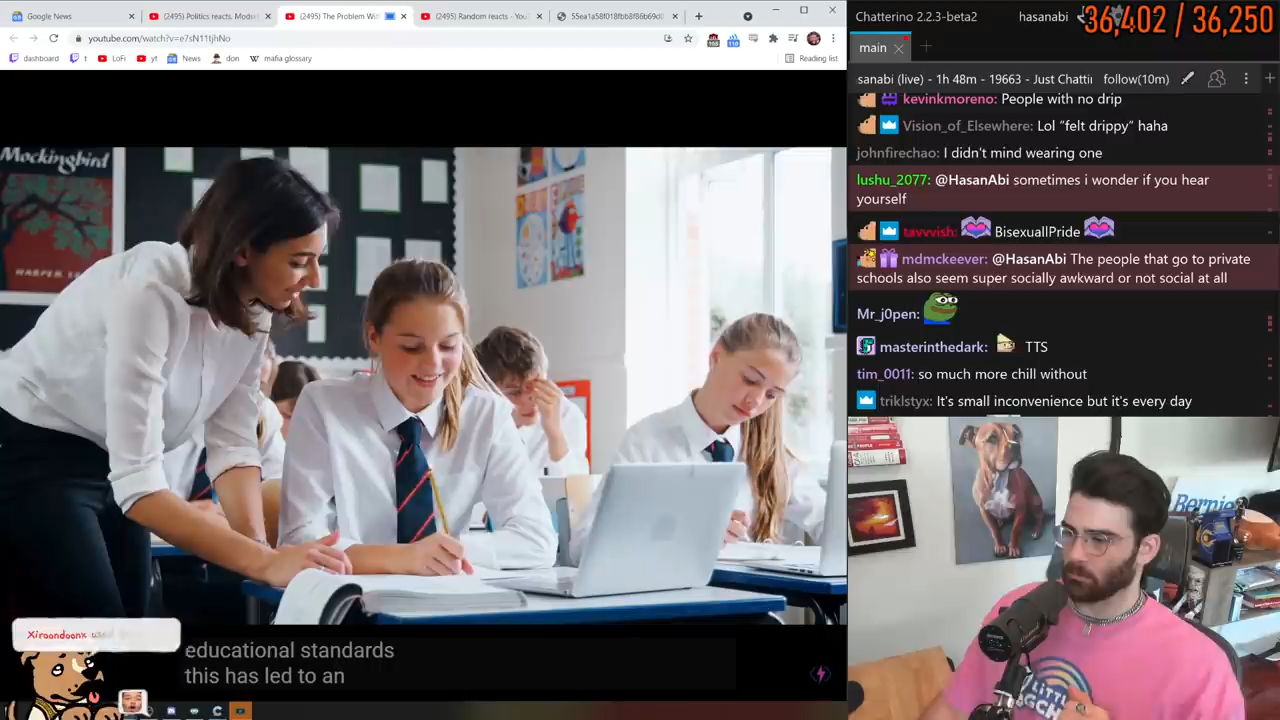 Google News
(2495) Politics reacts. Mods
(2495) The Problem Wit
(2495) Random reacts - You
55ea1a58f018fbb8f86b69d
youtube.com/watch?v=e7sN11tjhNo
dashboard
t
LoFi
yt
News
don
mafia glossary
Reading list
Mockingbird
HARPER
educational standards
this has led to an
Chatterino 2.2.3-beta2
hasanabi
36,402 / 36,250
main
sanabi (live) - 1h 48m - 19663 - Just Chatti
follow(10m)
kevinkmoreno: People with no drip
Vision_of_Elsewhere: Lol "felt drippy" haha
johnfirechao: I didn't mind wearing one
lushu_2077: @HasanAbi sometimes i wonder if you hear
yourself
tavvvish: BisexuallPride
mdmckeever: @HasanAbi The people that go to private
schools also seem super socially awkward or not social at all
Mr_j0pen:
masterinthedark: TTS
tim_0011: so much more chill without
triklstyx: It's small inconvenience but it's every day
Bernie